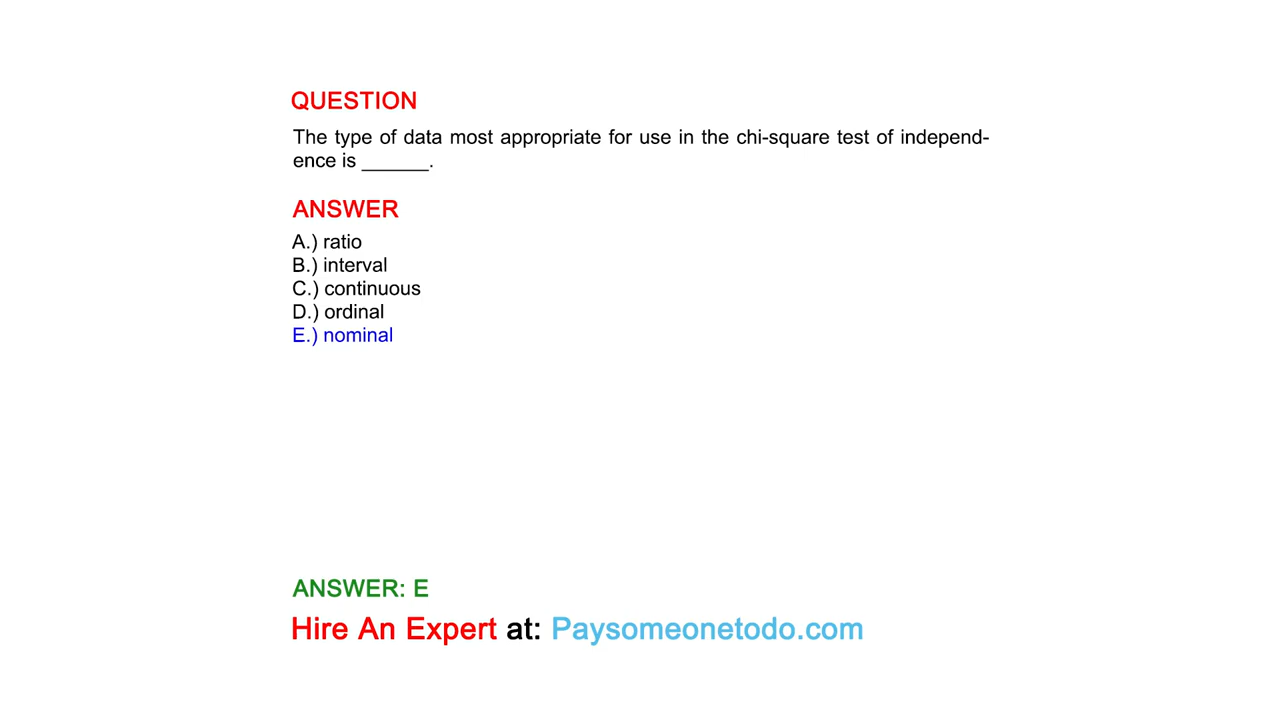 QUESTION
The type of data most appropriate for use in the chi-square test of independ-
ence is ______.
ANSWER
A.) ratio
B.) interval
C.) continuous
D.) ordinal
E.) nominal
ANSWER: E
Hire An Expert at: Paysomeonetodo.com